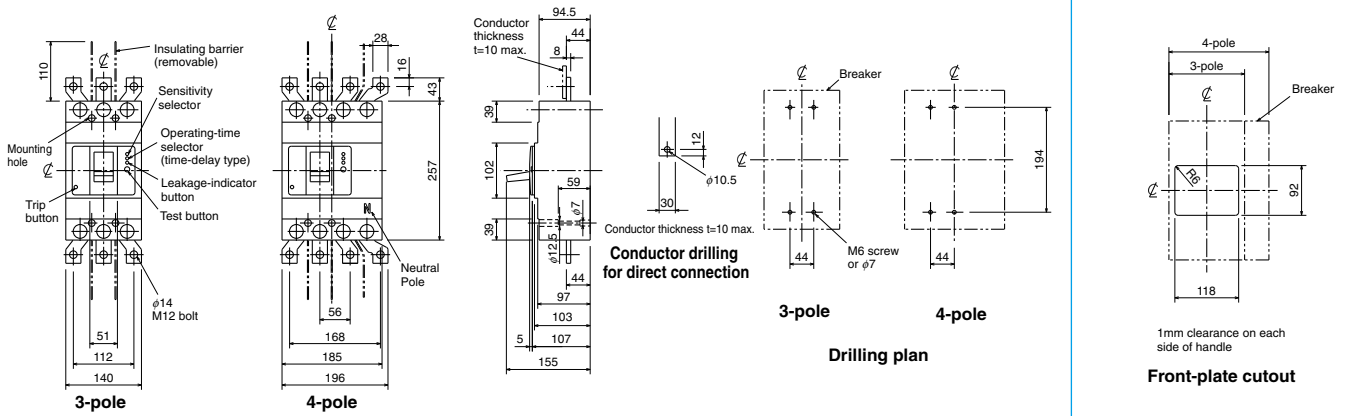 110
Insulating barrier
(removable)
Sensitivity
selector
Mounting
hole
Operating-time
selector
(time-delay type)
Leakage-indicator
button
Trip
button
Test button
φ14
M12 bolt
51
112
140
3-pole
28
16
43
257
N
Neutral
Pole
56
168
185
196
4-pole
Conductor
thickness
t=10 max.
94.5
44
8
39
102
59
φ7
39
φ12.5
44
97
103
5
107
155
12
φ10.5
30
Conductor thickness t=10 max.
Conductor drilling
for direct connection
Breaker
M6 screw
or φ7
44
3-pole
194
44
4-pole
Drilling plan
4-pole
3-pole
Breaker
R6
92
118
1mm clearance on each
side of handle
Front-plate cutout